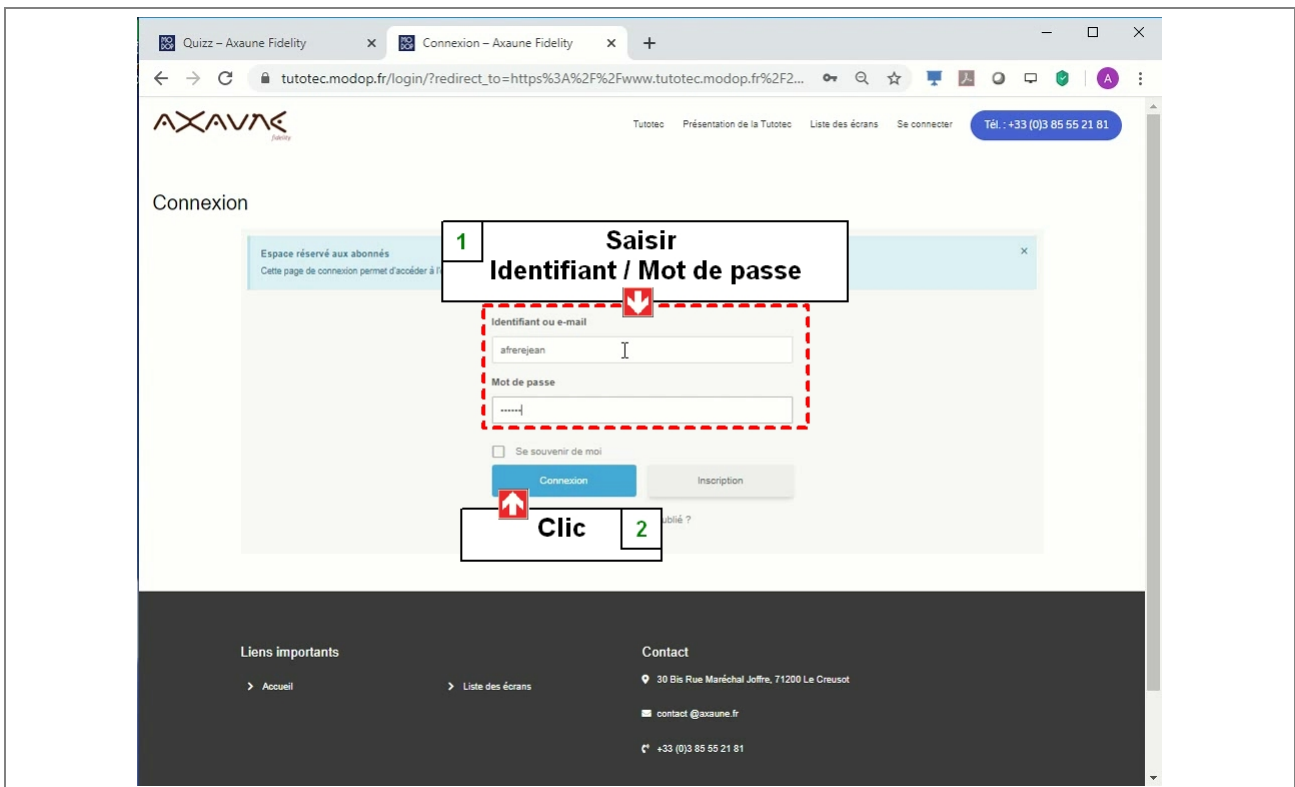 Quizz – Axaune Fidelity
Connexion – Axaune Fidelity
tutotec.modop.fr/login/?redirect_to=https%3A%2F%2Fwww.tutotec.modop.fr%2F2...
A
AXAUNE
fidelity
Tutotec Présentation de la Tutotec Liste des écrans Se connecter Tél. : +33 (0)3 85 55 21 81
Connexion
Espace réservé aux abonnés
Cette page de connexion permet d'accéder à
1
Saisir
Identifiant / Mot de passe
Identifiant ou e-mail
afrerejean
Mot de passe
Se souvenir de moi
Connexion Inscription
Clic 2
?
Liens importants
Accueil
Liste des écrans
Contact
30 Bis Rue Maréchal Joffre, 71200 Le Creusot
contact @axaune.fr
+33 (0)3 85 55 21 81